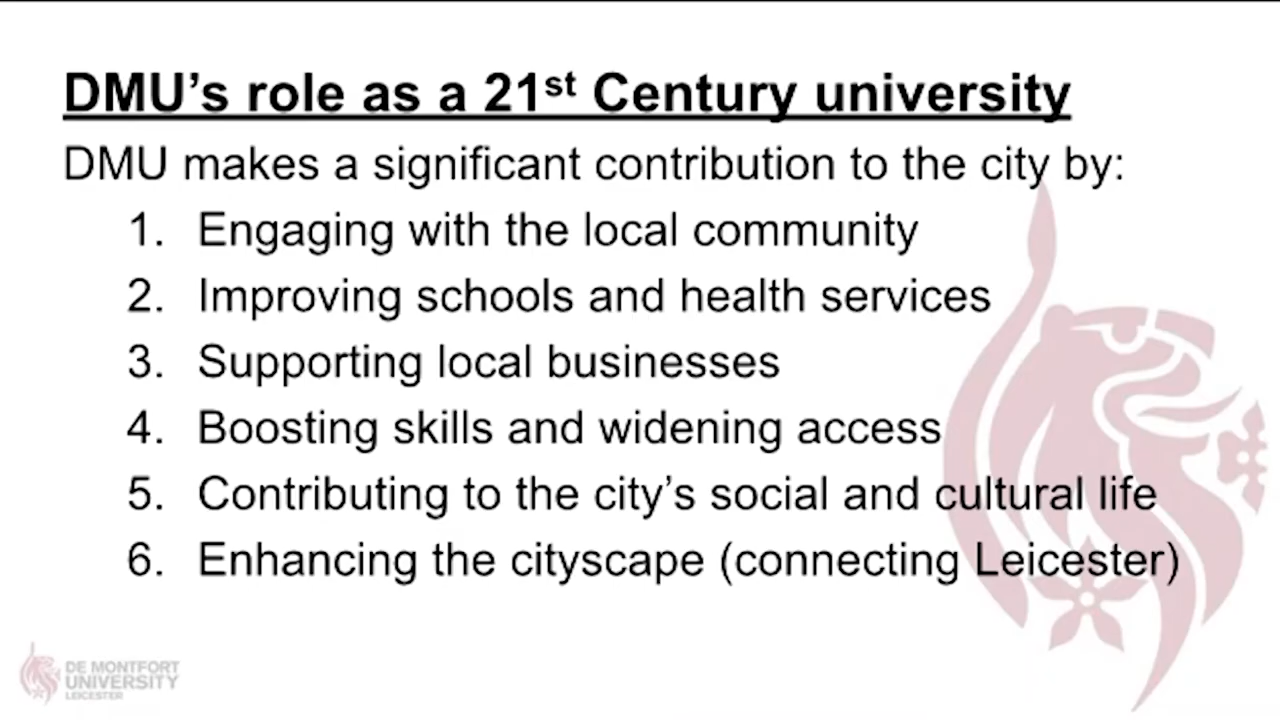 DMU’s role as a 21st Century university
DMU makes a significant contribution to the city by:
1. Engaging with the local community
2. Improving schools and health services
3. Supporting local businesses
4. Boosting skills and widening access
5. Contributing to the city’s social and cultural life
6. Enhancing the cityscape (connecting Leicester)
DE MONTFORT
UNIVERSITY
LEICESTER